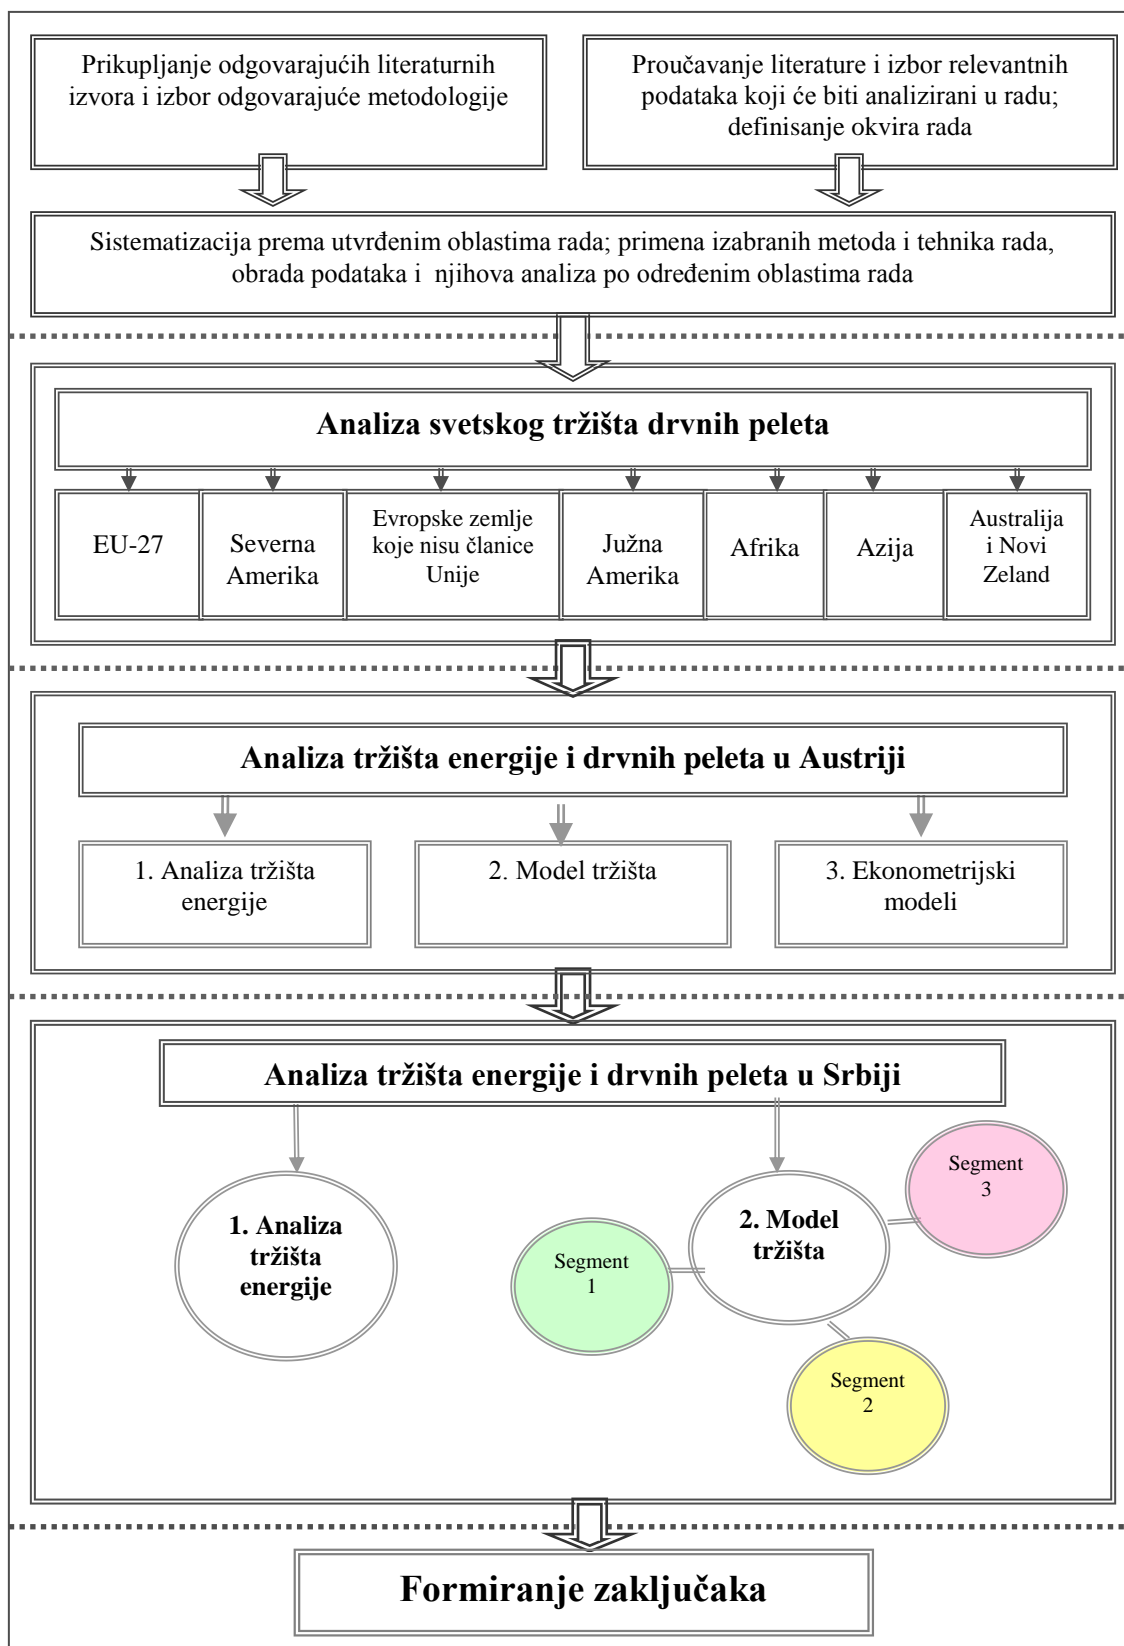 Prikupljanje odgovarajućih literaturnih
izvora i izbor odgovarajuće metodologije
Proučavanje literature i izbor relevantnih
podataka koji će biti analizirani u radu;
definisanje okvira rada
Sistematizacija prema utvrđenim oblastima rada; primena izabranih metoda i tehnika rada,
obrada podataka i njihova analiza po određenim oblastima rada
Analiza svetskog tržišta drvnih peleta
EU-27
Severna
Amerika
Evropske zemlje
koje nisu članice
Unije
Južna
Amerika
Afrika
Azija
Australija
i Novi
Zeland
Analiza tržišta energije i drvnih peleta u Austriji
1. Analiza tržišta
energije
2. Model tržišta
3. Ekonometrijski
modeli
Analiza tržišta energije i drvnih peleta u Srbiji
1. Analiza
tržišta
energije
2. Model
tržišta
Segment
3
Segment
1
Segment
2
Formiranje zaključaka